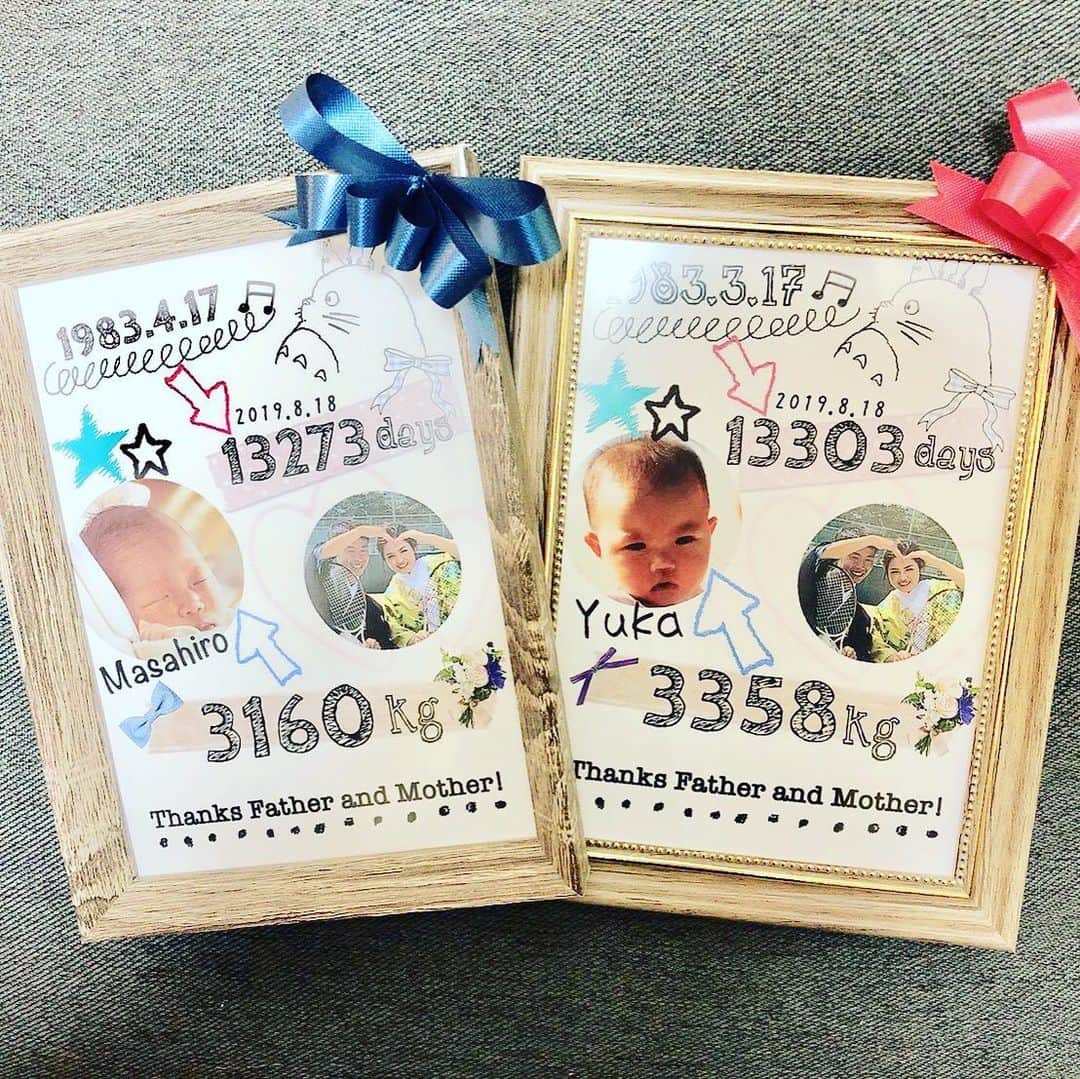 1983.4.17
2019.8.18
13273 days
Masahiro
3160 kg
Thanks Father and Mother!
1983.3.17
2019.8.18
13303 days
Yuka
3358 kg
Thanks Father and Mother!